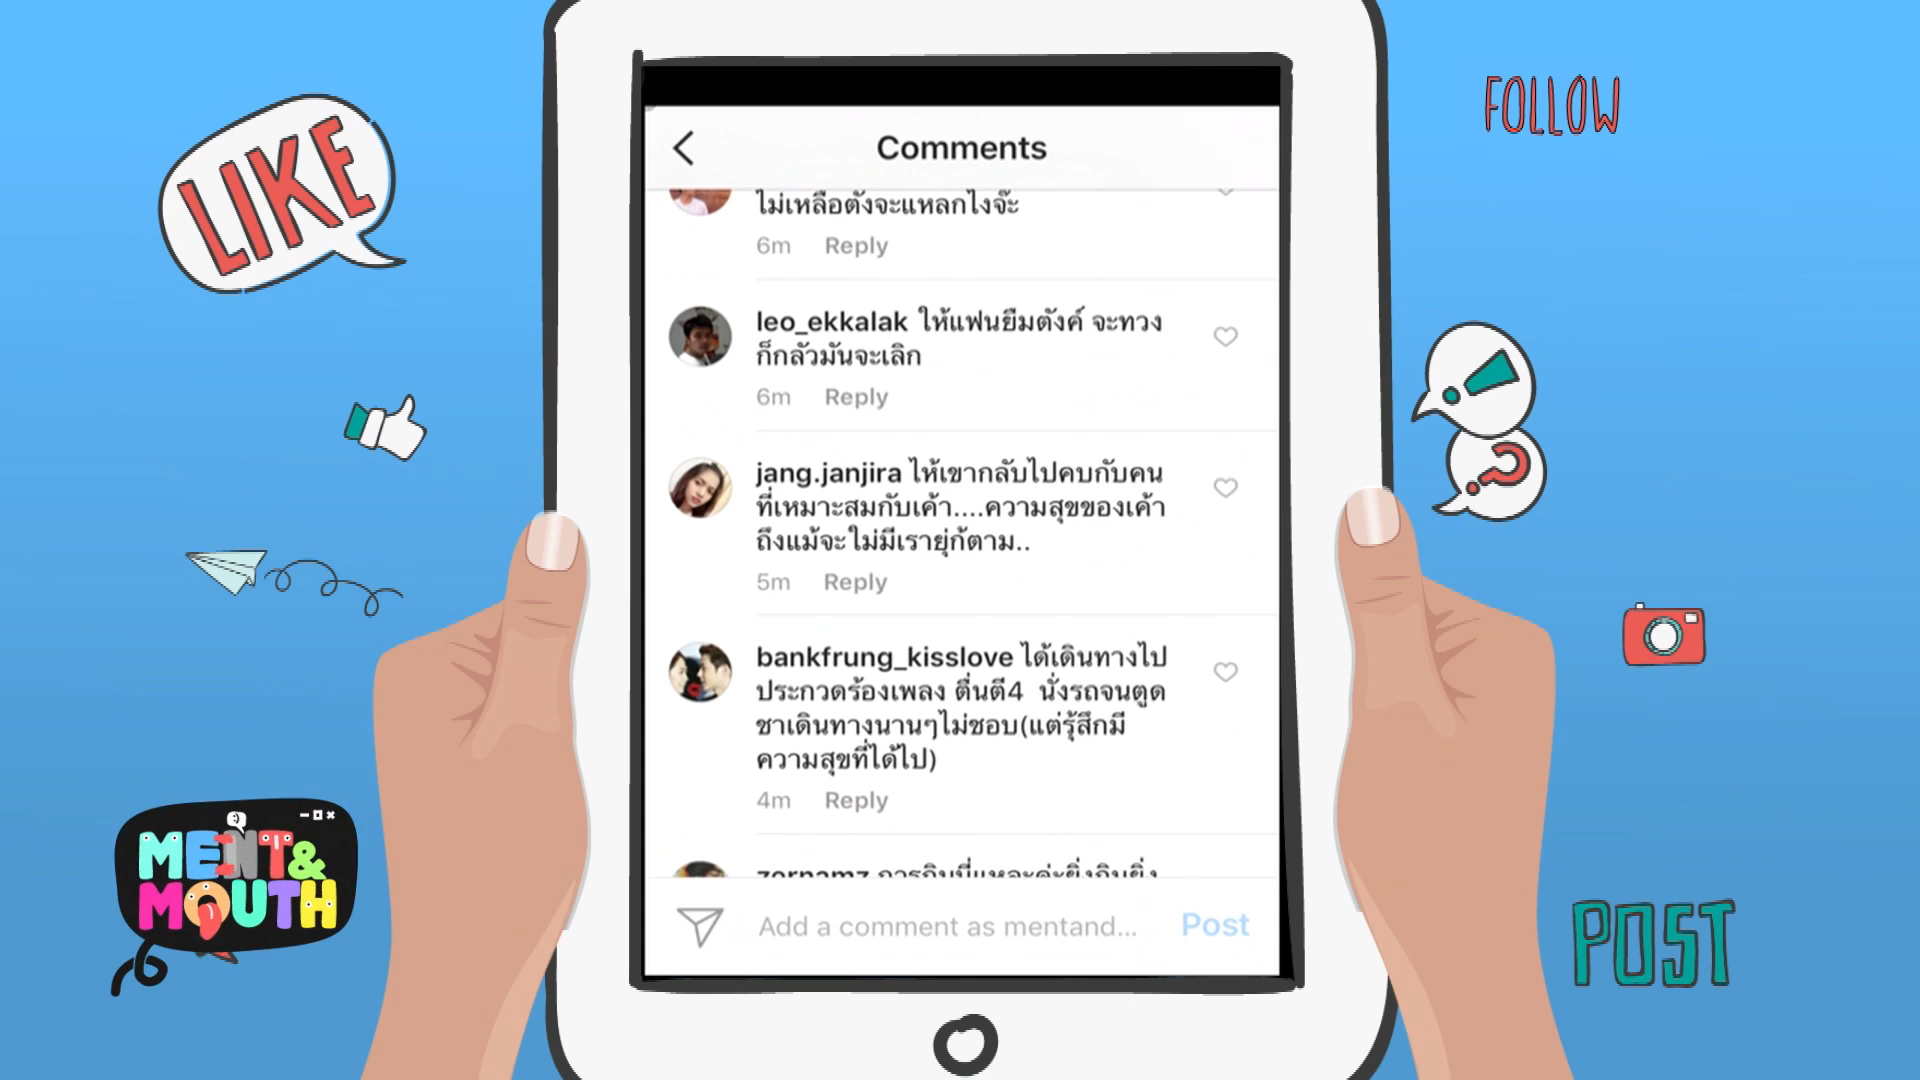 LIKE
FOLLOW
Comments
ไม่เหลือตังจะแหลกไงจ๊ะ
6m Reply
leo_ekkalak ให้แฟนยืมตังค์ จะทวง
ก็กลัวมันจะเลิก
6m Reply
jang.janjira ไห้เขากลับไปคบกับคน
ที่เหมาะสมกับเค้า....ความสุขของเค้า
ถึงแม้จะไม่มีเรายุ่ก้ตาม..
5m Reply
bankfrung_kisslove ได้เดินทางไป
ประกวดร้องเพลง ตื่นตี4 นั่งรถจนตูด
ชาเดินทางนานๆไม่ชอบ(แต่รู้สึกมี
ความสุขที่ได้ไป)
4m Reply
Add a comment as mentand... Post
MENT&
MOUTH
POST